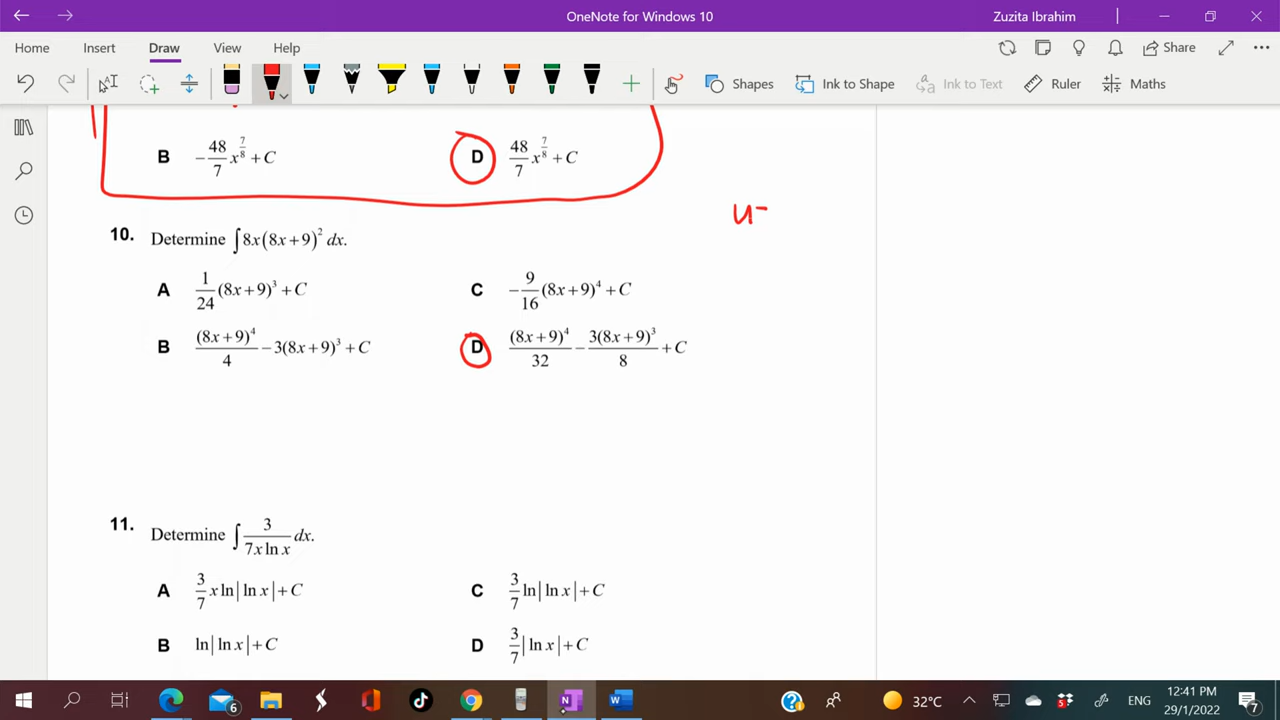 OneNote for Windows 10
Zuzita Ibrahim
Home Insert Draw View Help
Share
Shapes Ink to Shape Ink to Text Ruler Maths
B -48/7 x^(7/8) + C
D 48/7 x^(7/8) + C
u-
10. Determine ∫8x(8x+9)² dx.
A 1/24 (8x+9)³ + C
C -9/16 (8x+9)⁴ + C
B (8x+9)⁴/4 - 3(8x+9)³ + C
D (8x+9)⁴/32 - 3(8x+9)³/8 + C
11. Determine ∫ 3/(7x ln x) dx.
A 3/7 x ln|ln x| + C
C 3/7 ln|ln x| + C
B ln|ln x| + C
D 3/7 |ln x| + C
6
32°C
5
ENG
12:41 PM
29/1/2022
7